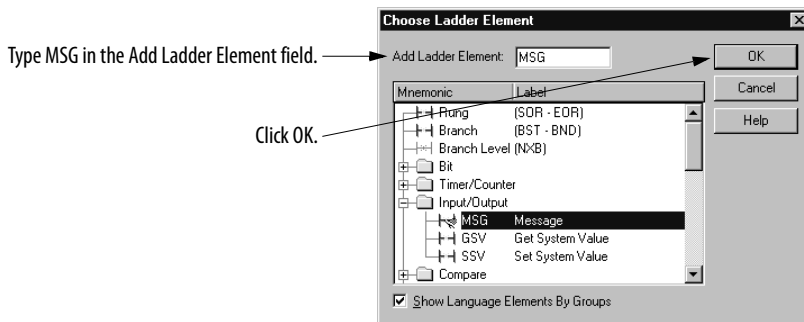 Choose Ladder Element
Type MSG in the Add Ladder Element field.
Add Ladder Element: MSG
OK
Cancel
Help
Mnemonic Label
Rung (SOR - EOR)
Branch (BST - BND)
Branch Level (NXB)
Bit
Timer/Counter
Input/Output
MSG Message
GSV Get System Value
SSV Set System Value
Compare
Click OK.
Show Language Elements By Groups